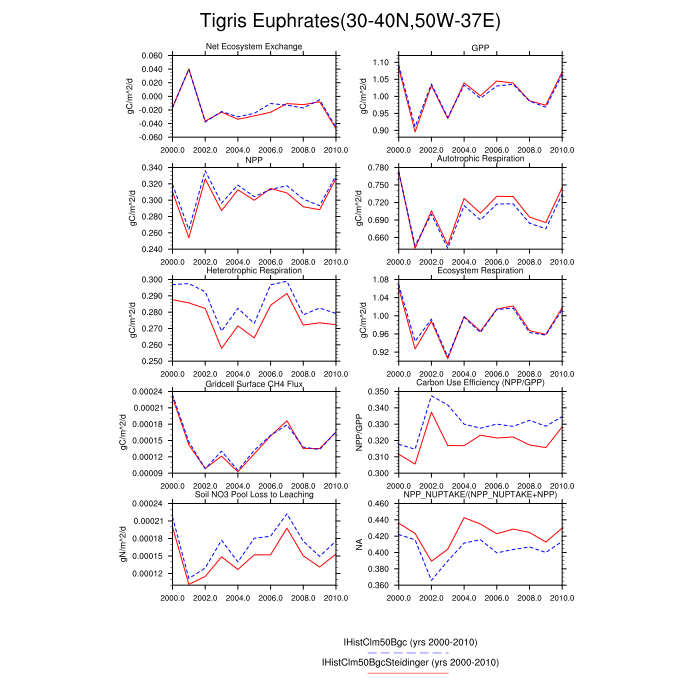 Tigris Euphrates(30-40N,50W-37E)
Net Ecosystem Exchange
GPP
gC/m^2/d
0.060
0.040
0.020
0.000
-0.020
-0.040
-0.060
2000.0 2002.0 2004.0 2006.0 2008.0 2010.0
gC/m^2/d
1.10
1.05
1.00
0.95
0.90
2000.0 2002.0 2004.0 2006.0 2008.0 2010.0
NPP
Autotrophic Respiration
gC/m^2/d
0.340
0.320
0.300
0.280
0.260
0.240
2000.0 2002.0 2004.0 2006.0 2008.0 2010.0
gC/m^2/d
0.780
0.750
0.720
0.690
0.660
2000.0 2002.0 2004.0 2006.0 2008.0 2010.0
Heterotrophic Respiration
Ecosystem Respiration
gC/m^2/d
0.300
0.290
0.280
0.270
0.260
0.250
2000.0 2002.0 2004.0 2006.0 2008.0 2010.0
gC/m^2/d
1.08
1.04
1.00
0.96
0.92
2000.0 2002.0 2004.0 2006.0 2008.0 2010.0
Gridcell Surface CH4 Flux
Carbon Use Efficiency (NPP/GPP)
gC/m^2/d
0.00024
0.00021
0.00018
0.00015
0.00012
0.00009
2000.0 2002.0 2004.0 2006.0 2008.0 2010.0
NPP/GPP
0.350
0.340
0.330
0.320
0.310
0.300
2000.0 2002.0 2004.0 2006.0 2008.0 2010.0
Soil NO3 Pool Loss to Leaching
NPP_NUPTAKE/(NPP_NUPTAKE+NPP)
gN/m^2/d
0.00024
0.00021
0.00018
0.00015
0.00012
2000.0 2002.0 2004.0 2006.0 2008.0 2010.0
NA
0.460
0.440
0.420
0.400
0.380
0.360
2000.0 2002.0 2004.0 2006.0 2008.0 2010.0
IHistClm50Bgc (yrs 2000-2010)
IHistClm50BgcSteidinger (yrs 2000-2010)